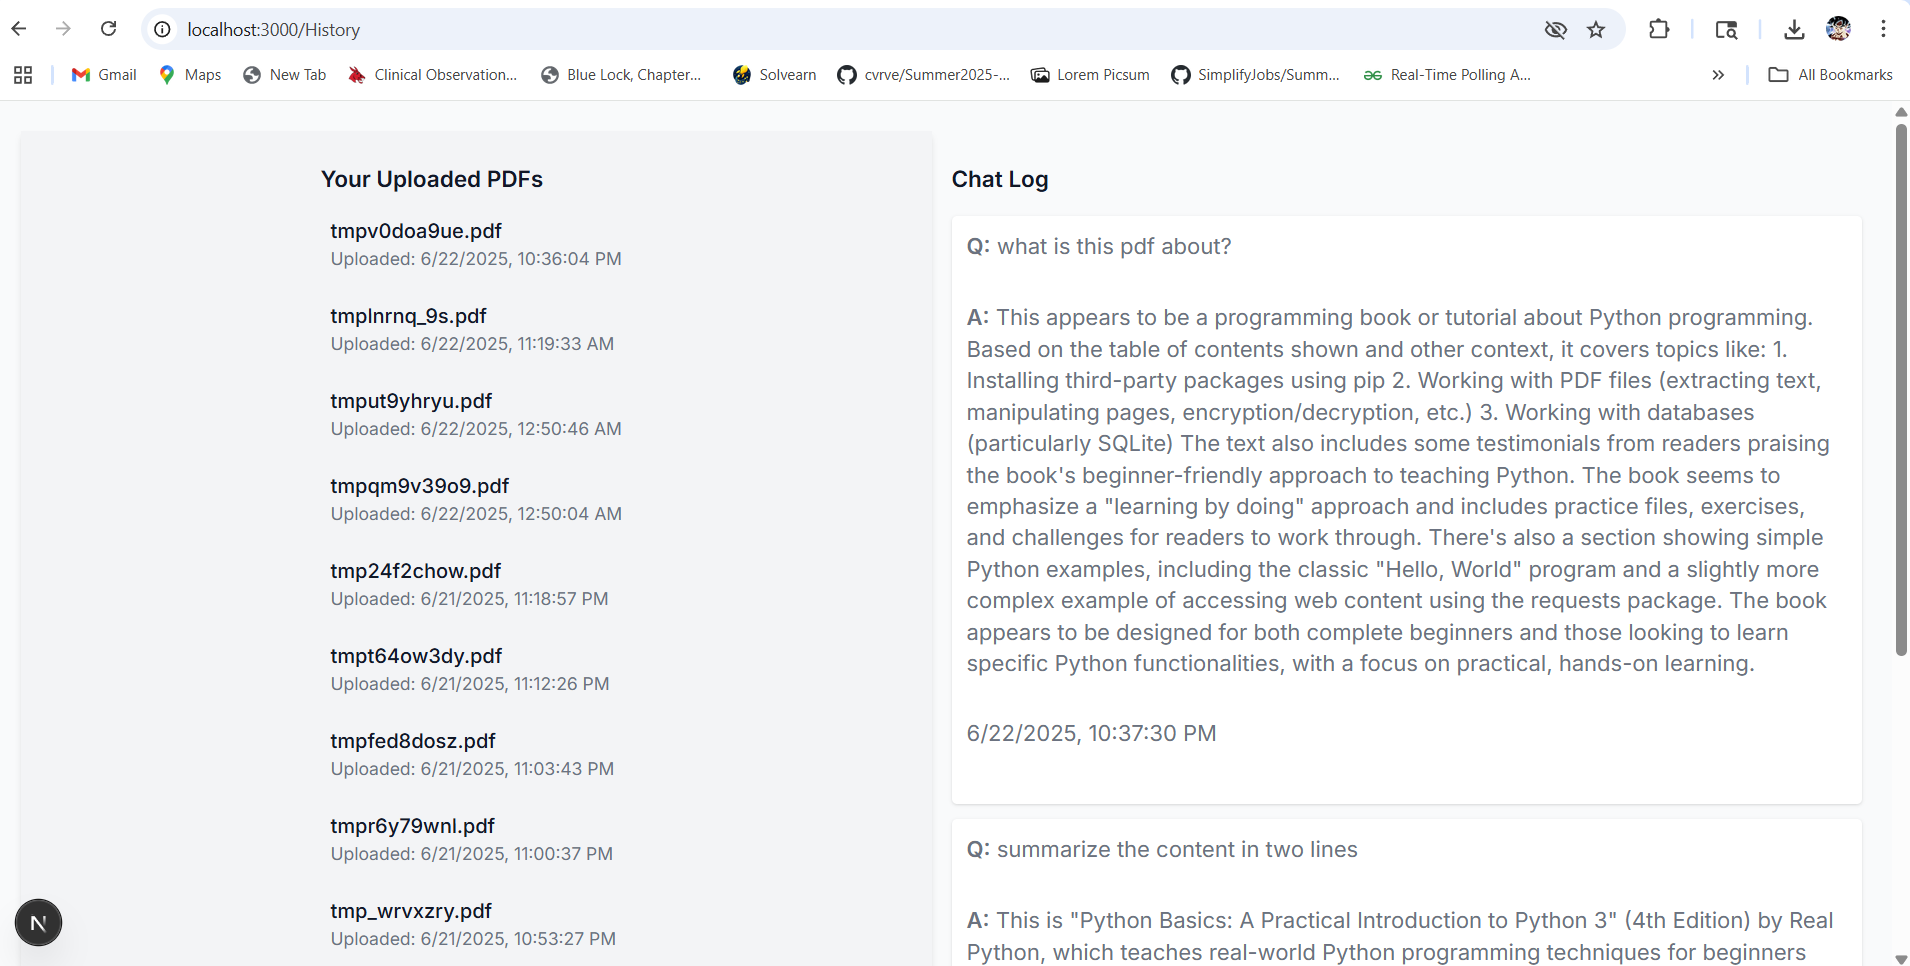 localhost:3000/History
Gmail
Maps
New Tab
Clinical Observation...
Blue Lock, Chapter...
Solvearn
cvrve/Summer2025-...
Lorem Picsum
SimplifyJobs/Summ...
Real-Time Polling A...
»
All Bookmarks
Your Uploaded PDFs
tmpv0doa9ue.pdf
Uploaded: 6/22/2025, 10:36:04 PM
tmplnrnq_9s.pdf
Uploaded: 6/22/2025, 11:19:33 AM
tmput9yhryu.pdf
Uploaded: 6/22/2025, 12:50:46 AM
tmpqm9v39o9.pdf
Uploaded: 6/22/2025, 12:50:04 AM
tmp24f2chow.pdf
Uploaded: 6/21/2025, 11:18:57 PM
tmpt64ow3dy.pdf
Uploaded: 6/21/2025, 11:12:26 PM
tmpfed8dosz.pdf
Uploaded: 6/21/2025, 11:03:43 PM
tmpr6y79wnl.pdf
Uploaded: 6/21/2025, 11:00:37 PM
tmp_wrvxzry.pdf
Uploaded: 6/21/2025, 10:53:27 PM
N
Chat Log
Q: what is this pdf about?
A: This appears to be a programming book or tutorial about Python programming.
Based on the table of contents shown and other context, it covers topics like: 1.
Installing third-party packages using pip 2. Working with PDF files (extracting text,
manipulating pages, encryption/decryption, etc.) 3. Working with databases
(particularly SQLite) The text also includes some testimonials from readers praising
the book's beginner-friendly approach to teaching Python. The book seems to
emphasize a "learning by doing" approach and includes practice files, exercises,
and challenges for readers to work through. There's also a section showing simple
Python examples, including the classic "Hello, World" program and a slightly more
complex example of accessing web content using the requests package. The book
appears to be designed for both complete beginners and those looking to learn
specific Python functionalities, with a focus on practical, hands-on learning.
6/22/2025, 10:37:30 PM
Q: summarize the content in two lines
A: This is "Python Basics: A Practical Introduction to Python 3" (4th Edition) by Real
Python, which teaches real-world Python programming techniques for beginners